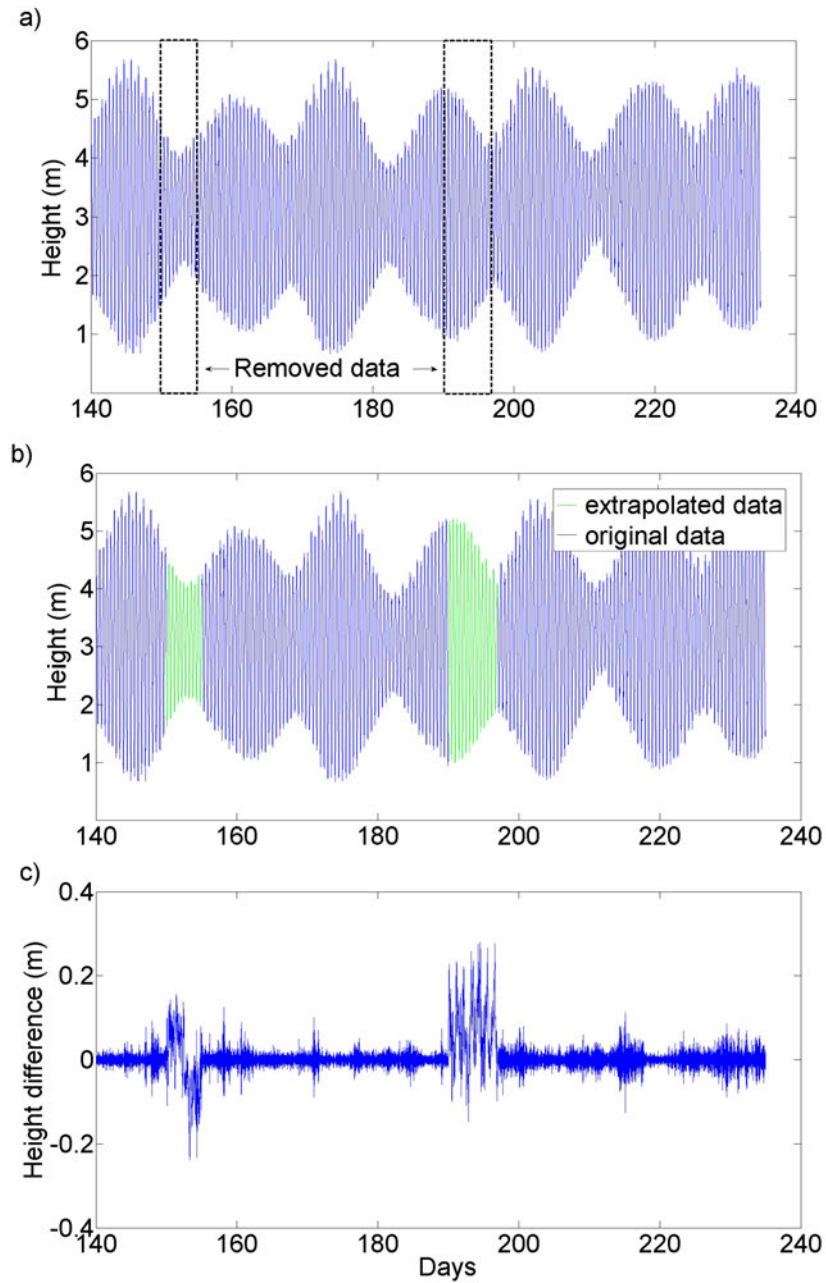 a)
6
5
4
3
2
1
Height (m)
Removed data
140 160 180 200 220 240
b)
6
5
4
3
2
1
Height (m)
extrapolated data
original data
140 160 180 200 220 240
c)
0.4
0.2
0
-0.2
-0.4
Height difference (m)
140 160 180 200 220 240
Days